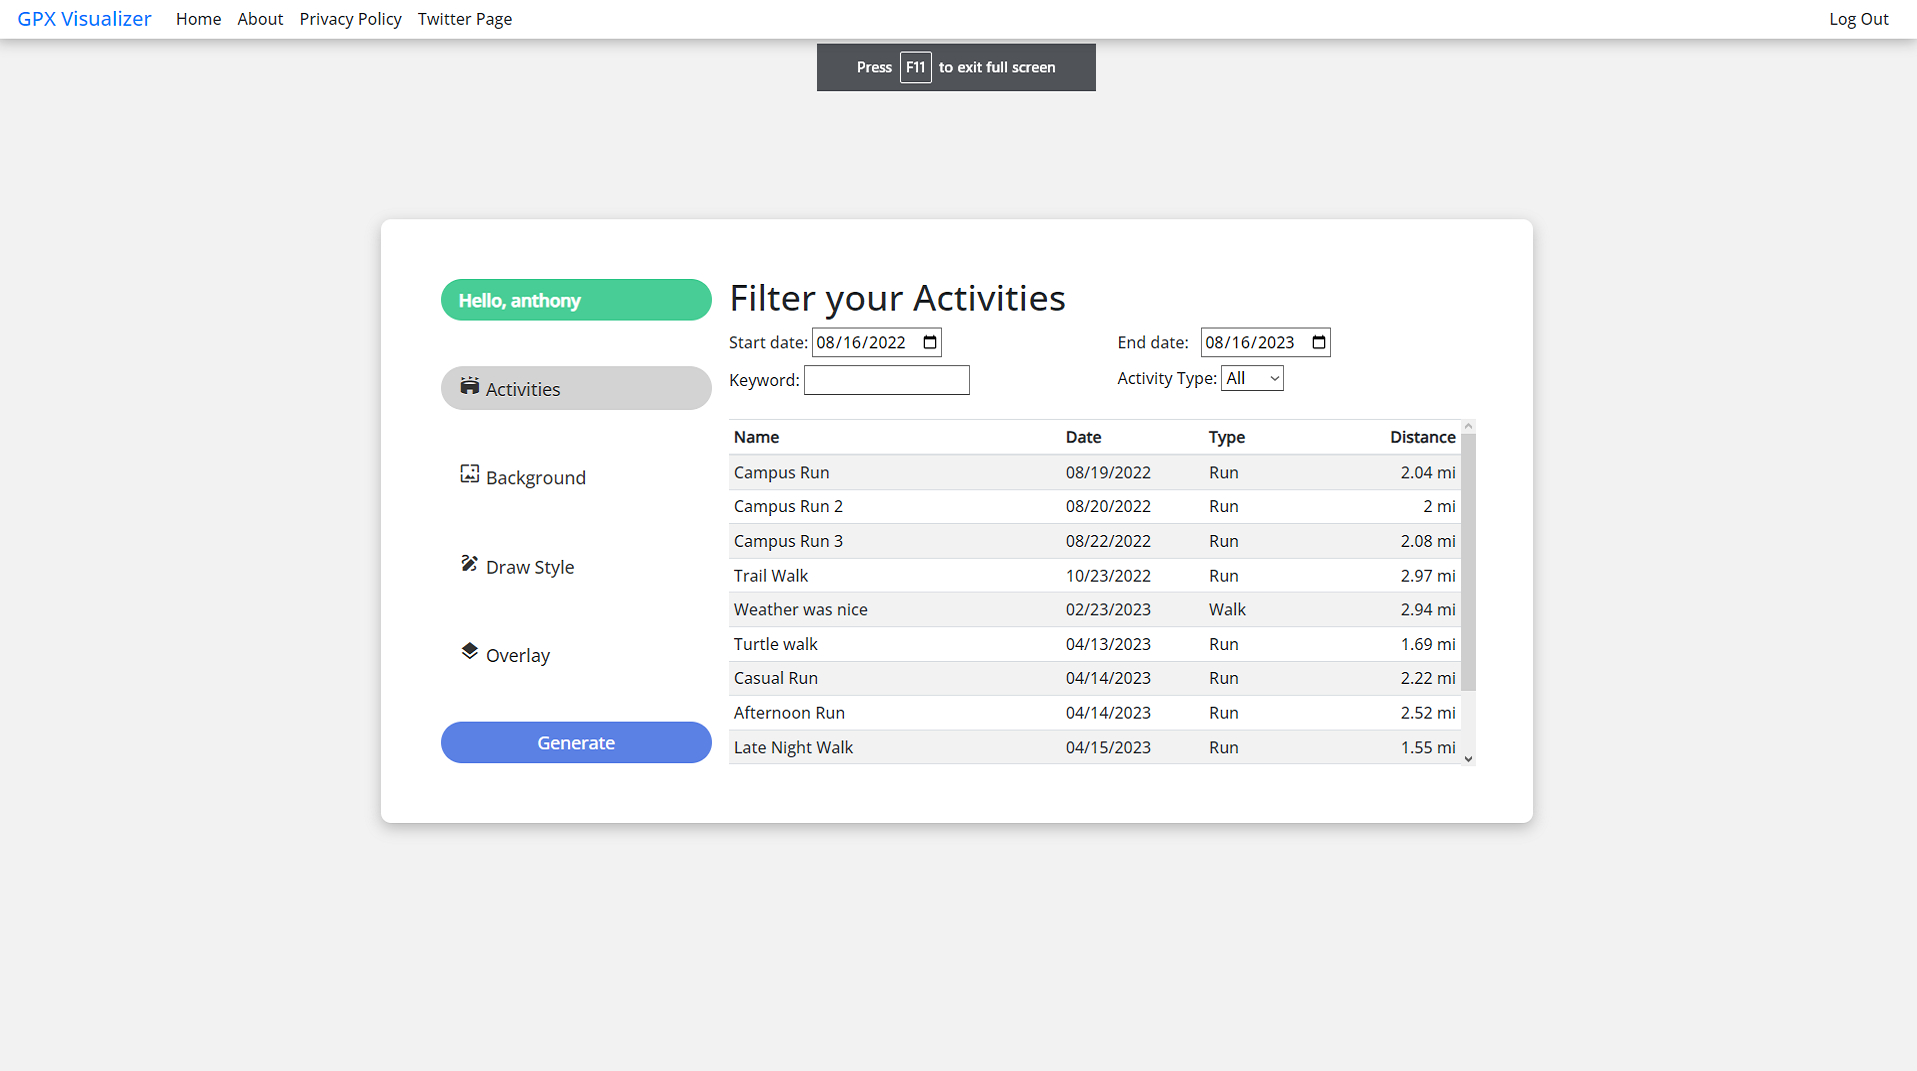 GPX Visualizer Home About Privacy Policy Twitter Page Log Out
Press F11 to exit full screen
Hello, anthony
Activities
Background
Draw Style
Overlay
Generate
Filter your Activities
Start date: 08/16/2022 End date: 08/16/2023
Keyword: Activity Type: All
Name Date Type Distance
Campus Run 08/19/2022 Run 2.04 mi
Campus Run 2 08/20/2022 Run 2 mi
Campus Run 3 08/22/2022 Run 2.08 mi
Trail Walk 10/23/2022 Run 2.97 mi
Weather was nice 02/23/2023 Walk 2.94 mi
Turtle walk 04/13/2023 Run 1.69 mi
Casual Run 04/14/2023 Run 2.22 mi
Afternoon Run 04/14/2023 Run 2.52 mi
Late Night Walk 04/15/2023 Run 1.55 mi